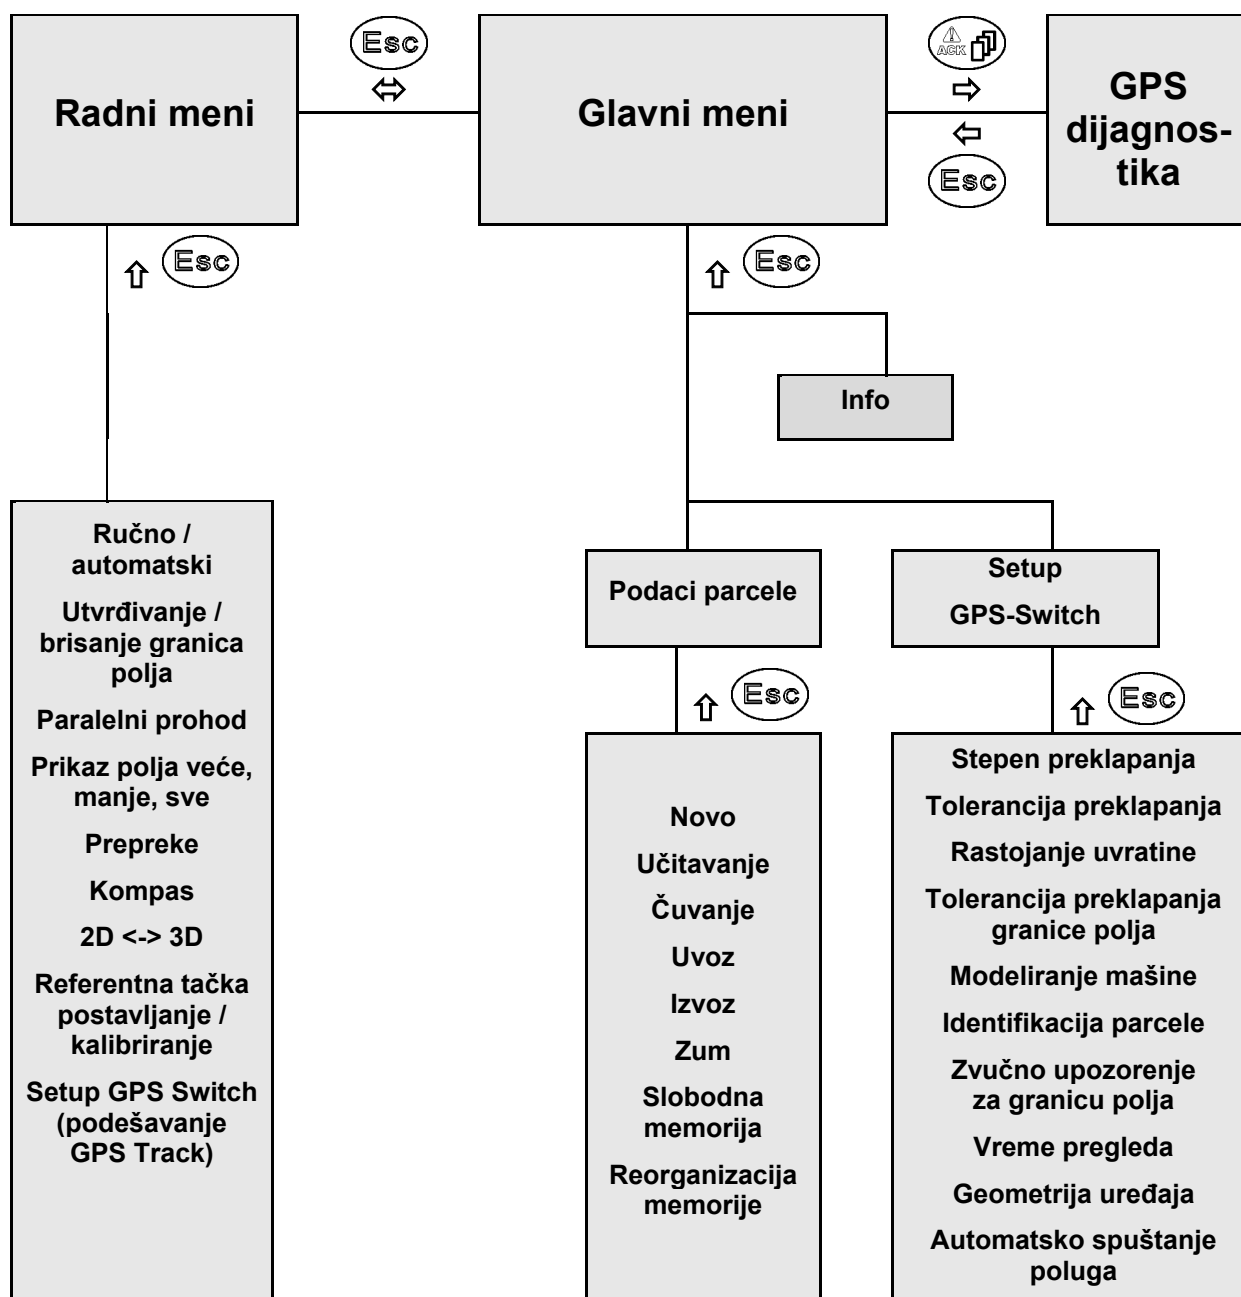 Radni meni
Esc
Glavni meni
ACK
Esc
GPS
dijagnos-
tika
Esc
Esc
Info
Ručno /
automatski
Utvrđivanje /
brisanje granica
polja
Paralelni prohod
Prikaz polja veće,
manje, sve
Prepreke
Kompas
2D <-> 3D
Referentna tačka
postavljanje /
kalibriranje
Setup GPS Switch
(podešavanje
GPS Track)
Podaci parcele
Esc
Novo
Učitavanje
Čuvanje
Uvoz
Izvoz
Zum
Slobodna
memorija
Reorganizacija
memorije
Setup
GPS-Switch
Esc
Stepen preklapanja
Tolerancija preklapanja
Rastojanje uvratine
Tolerancija preklapanja
granice polja
Modeliranje mašine
Identifikacija parcele
Zvučno upozorenje
za granicu polja
Vreme pregleda
Geometrija uređaja
Automatsko spuštanje
poluga